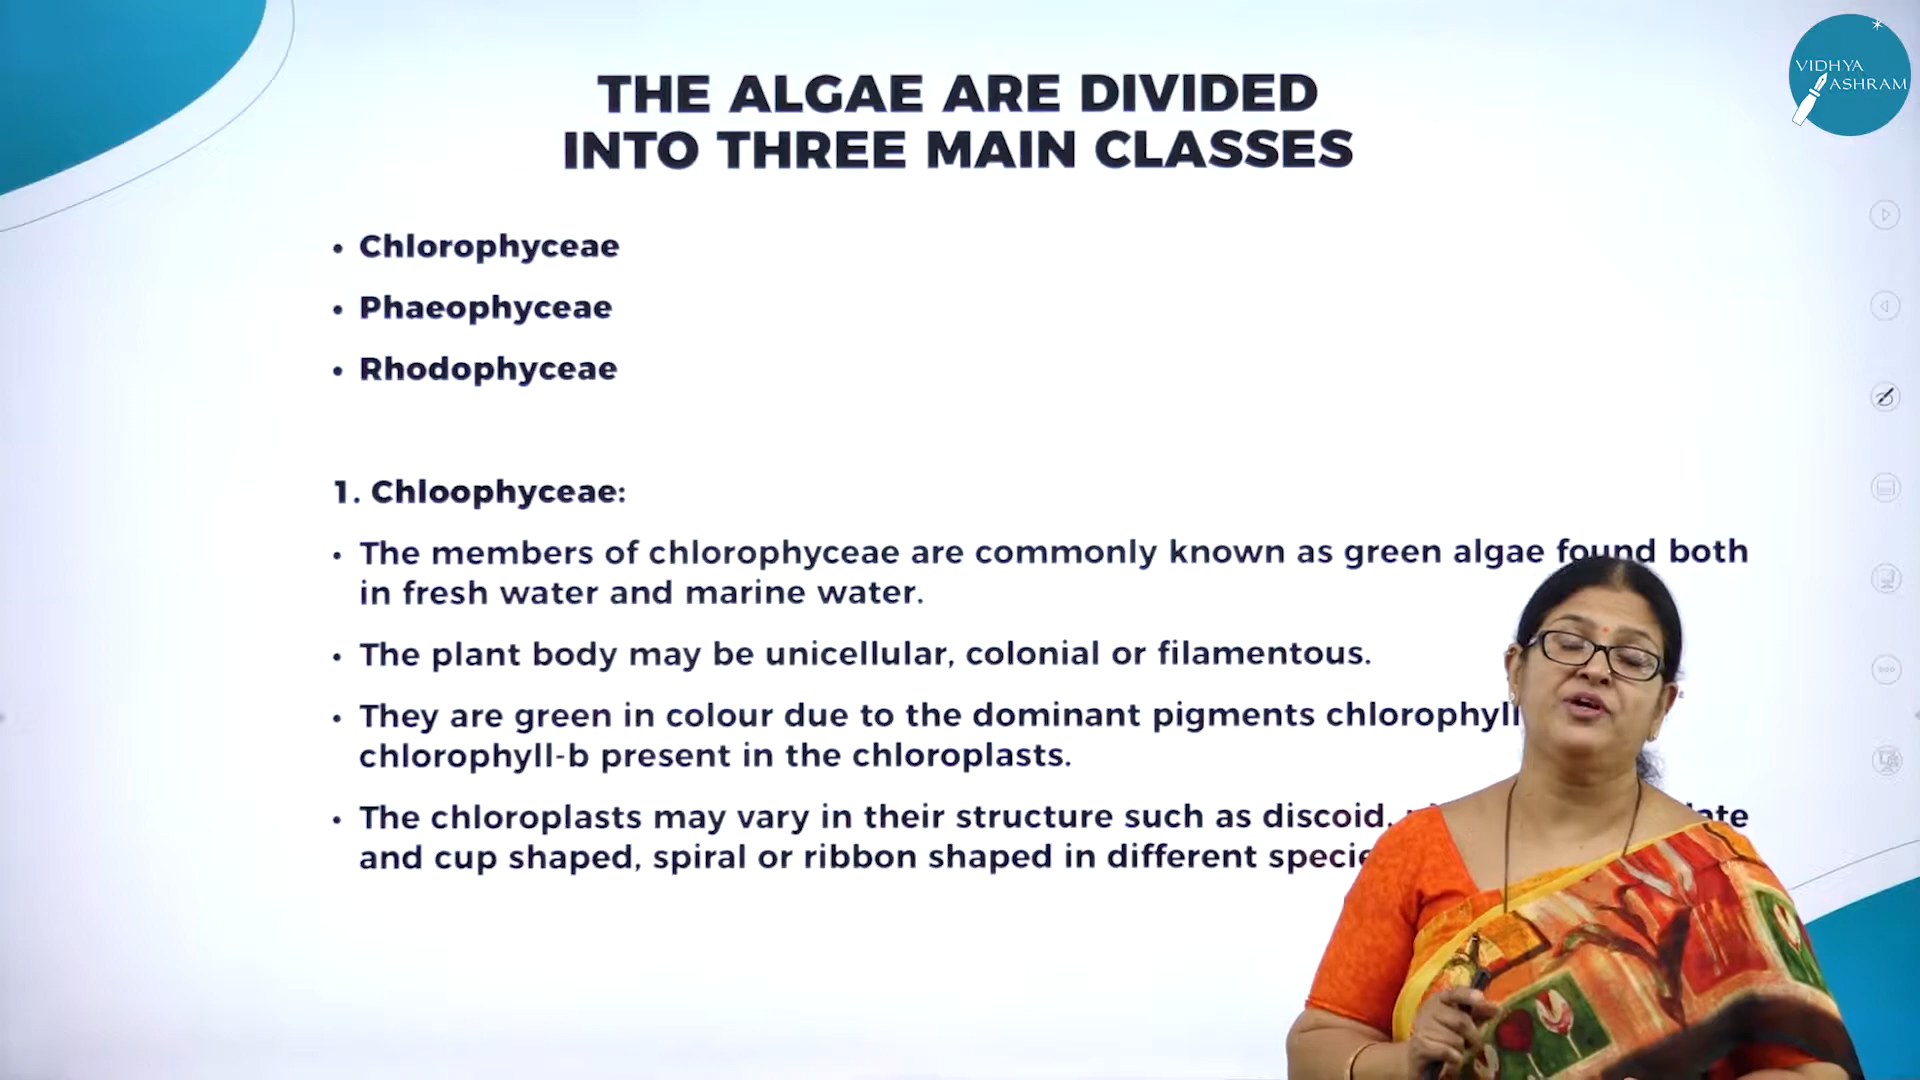 THE ALGAE ARE DIVIDED
INTO THREE MAIN CLASSES
VIDHYA
ASHRAM
• Chlorophyceae
• Phaeophyceae
• Rhodophyceae
1. Chloophyceae:
• The members of chlorophyceae are commonly known as green algae found both
in fresh water and marine water.
• The plant body may be unicellular, colonial or filamentous.
• They are green in colour due to the dominant pigments chlorophyll
chlorophyll-b present in the chloroplasts.
• The chloroplasts may vary in their structure such as discoid,
and cup shaped, spiral or ribbon shaped in different